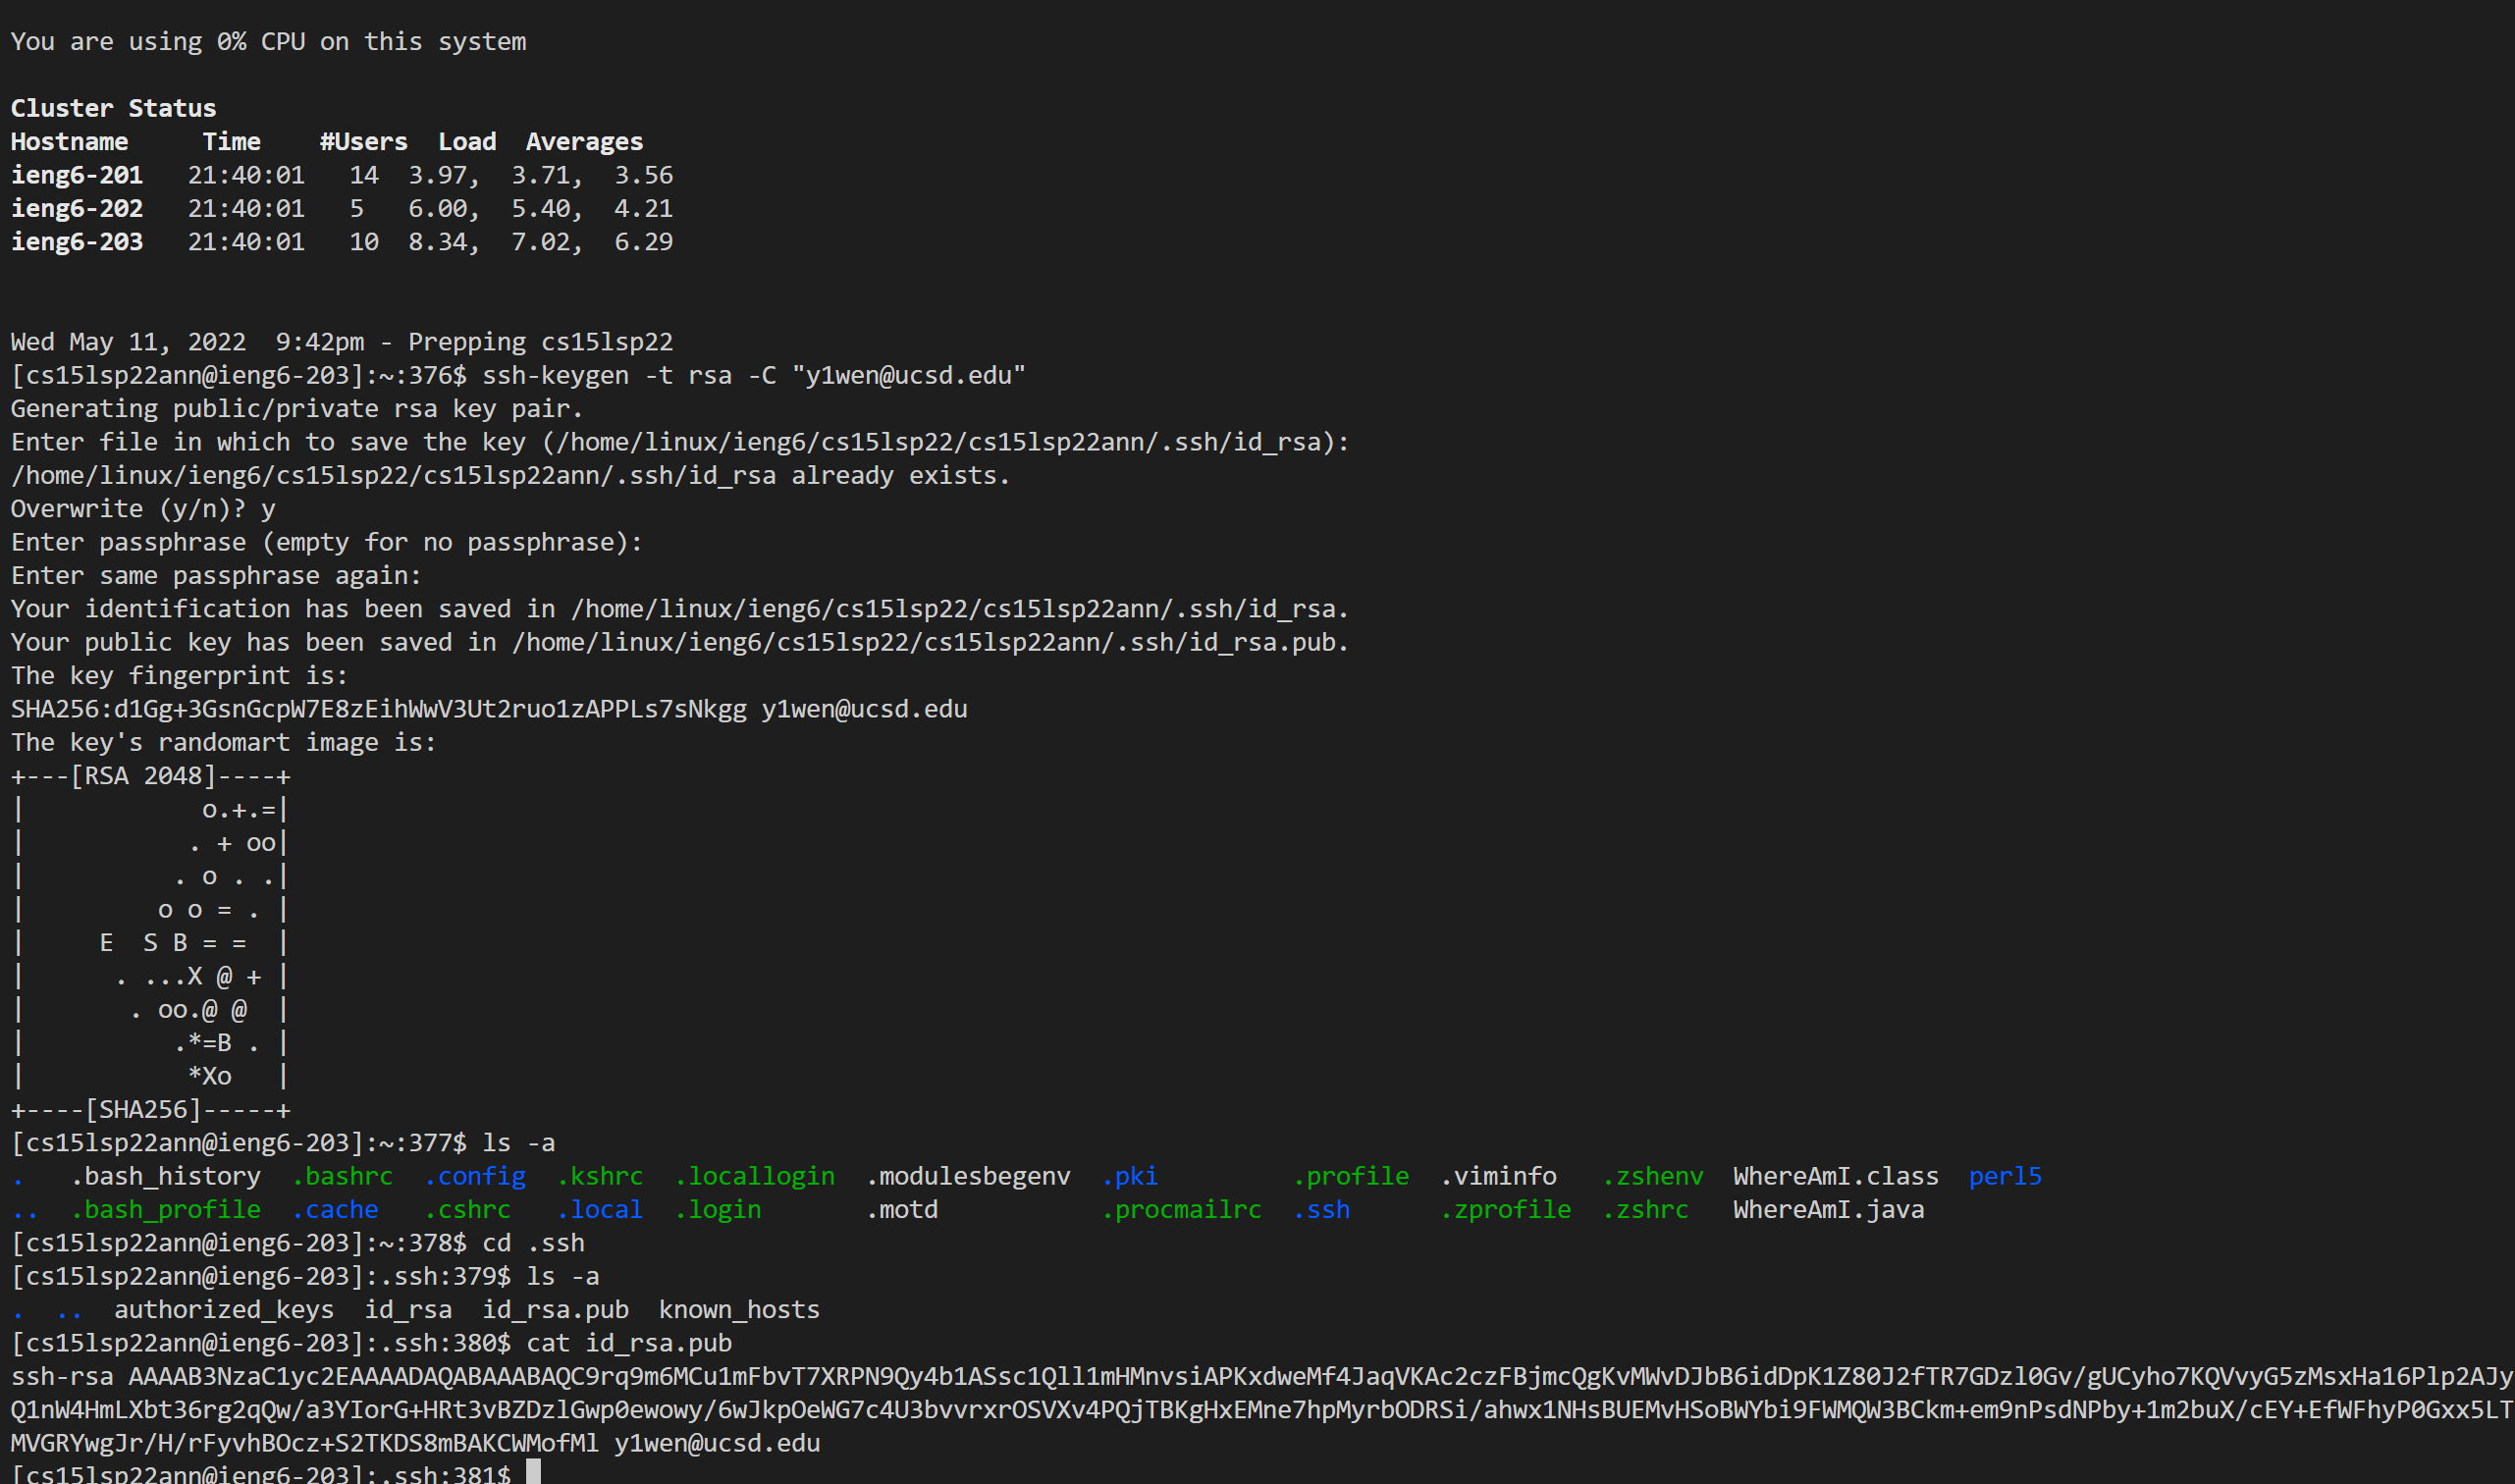 You are using 0% CPU on this system
Cluster Status
Hostname     Time    #Users  Load  Averages
ieng6-201   21:40:01   14  3.97,  3.71,  3.56
ieng6-202   21:40:01   5   6.00,  5.40,  4.21
ieng6-203   21:40:01   10  8.34,  7.02,  6.29
Wed May 11, 2022  9:42pm - Prepping cs15lsp22
[cs15lsp22ann@ieng6-203]:~:376$ ssh-keygen -t rsa -C "y1wen@ucsd.edu"
Generating public/private rsa key pair.
Enter file in which to save the key (/home/linux/ieng6/cs15lsp22/cs15lsp22ann/.ssh/id_rsa):
/home/linux/ieng6/cs15lsp22/cs15lsp22ann/.ssh/id_rsa already exists.
Overwrite (y/n)? y
Enter passphrase (empty for no passphrase):
Enter same passphrase again:
Your identification has been saved in /home/linux/ieng6/cs15lsp22/cs15lsp22ann/.ssh/id_rsa.
Your public key has been saved in /home/linux/ieng6/cs15lsp22/cs15lsp22ann/.ssh/id_rsa.pub.
The key fingerprint is:
SHA256:d1Gg+3GsnGcpW7E8zEihWwV3Ut2ruo1zAPPLs7sNkgg y1wen@ucsd.edu
The key's randomart image is:
+---[RSA 2048]----+
|            o.+.=|
|           . + oo|
|          . o . .|
|         o o = . |
|     E  S B = =  |
|      . ...X @ + |
|       . oo.@ @  |
|          .*=B . |
|           *Xo   |
+----[SHA256]-----+
[cs15lsp22ann@ieng6-203]:~:377$ ls -a
.   .bash_history  .bashrc  .config  .kshrc  .locallogin  .modulesbegenv  .pki         .profile  .viminfo   .zshenv  WhereAmI.class  perl5
..  .bash_profile  .cache   .cshrc   .local  .login       .motd           .procmailrc  .ssh      .zprofile  .zshrc   WhereAmI.java
[cs15lsp22ann@ieng6-203]:~:378$ cd .ssh
[cs15lsp22ann@ieng6-203]:.ssh:379$ ls -a
.  ..  authorized_keys  id_rsa  id_rsa.pub  known_hosts
[cs15lsp22ann@ieng6-203]:.ssh:380$ cat id_rsa.pub
ssh-rsa AAAAB3NzaC1yc2EAAAADAQABAAABAQC9rq9m6MCu1mFbvT7XRPN9Qy4b1ASsc1Qll1mHMnvsiAPKxdweMf4JaqVKAc2czFBjmcQgKvMWvDJbB6idDpK1Z80J2fTR7GDzl0Gv/gUCyho7KQVvyG5zMsxHa16Plp2AJy
Q1nW4HmLXbt36rg2qQw/a3YIorG+HRt3vBZDzlGwp0ewowy/6wJkpOeWG7c4U3bvvrxrOSVXv4PQjTBKgHxEMne7hpMyrbODRSi/ahwx1NHsBUEMvHSoBWYbi9FWMQW3BCkm+em9nPsdNPby+1m2buX/cEY+EfWFhyP0Gxx5LT
MVGRYwgJr/H/rFyvhBOcz+S2TKDS8mBAKCWMofMl y1wen@ucsd.edu
[cs15lsp22ann@ieng6-203]:.ssh:381$